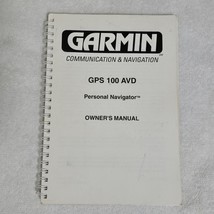 GARMIN
COMMUNICATION & NAVIGATION
GPS 100 AVD
Personal Navigator™
OWNER'S MANUAL